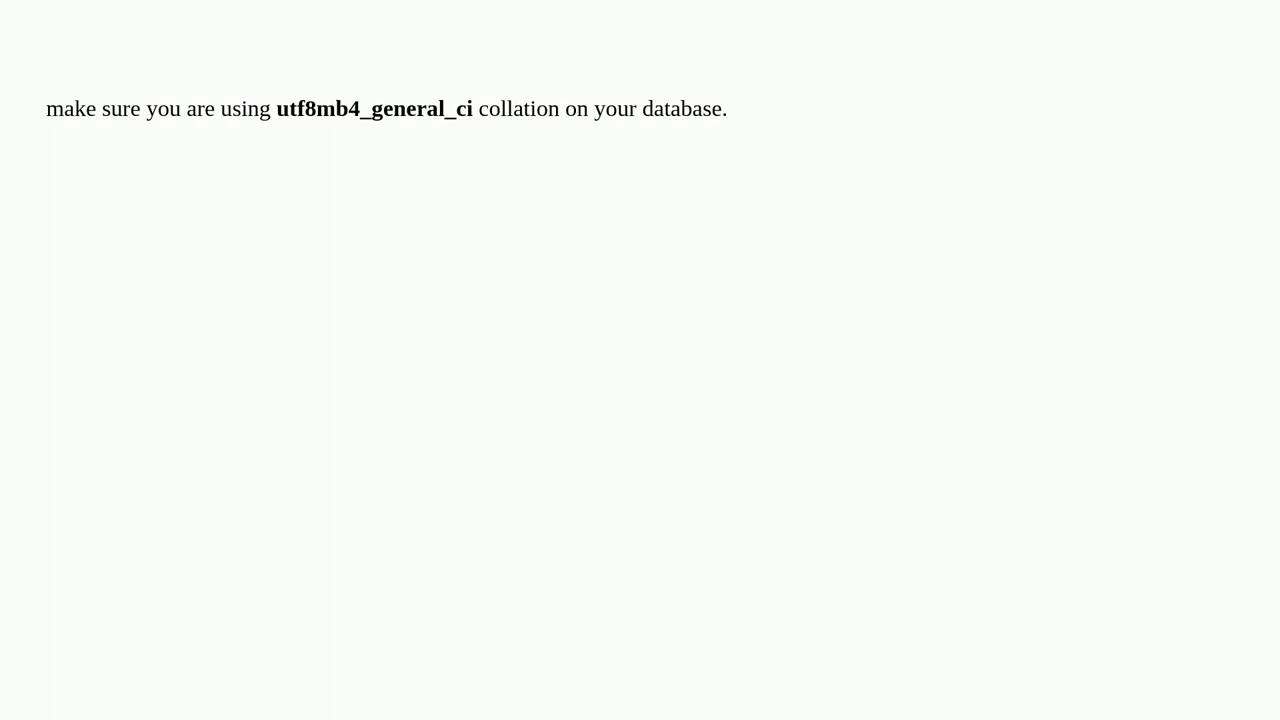 make sure you are using utf8mb4_general_ci collation on your database.